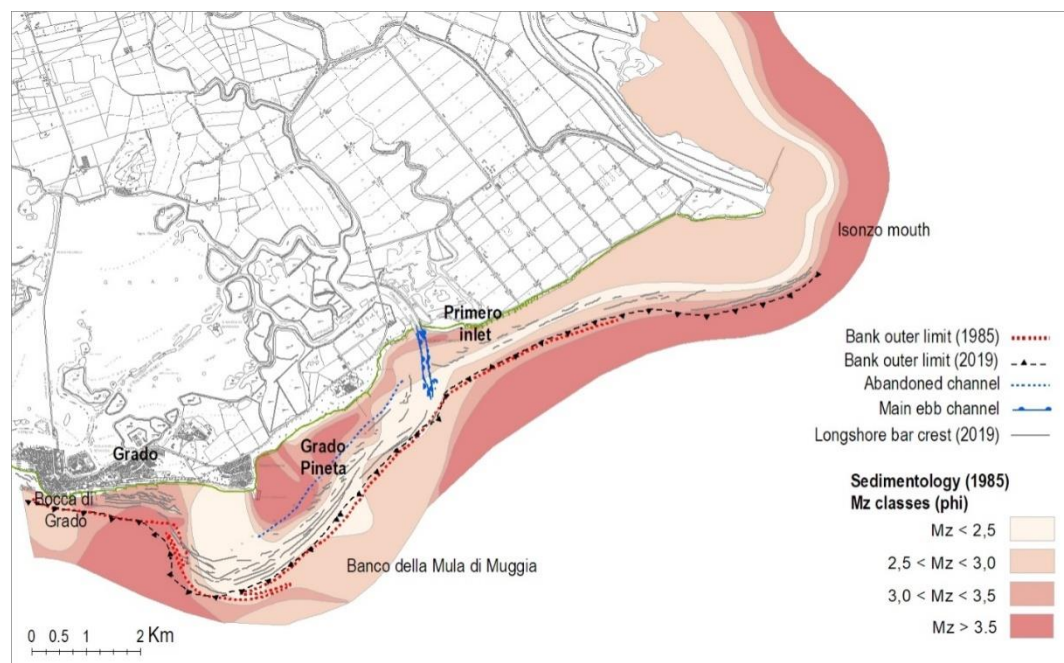 Isonzo mouth
Primero
inlet
Grado
Pineta
Grado
Bocca di
Grado
Banco della Mula di Muggia
Bank outer limit (1985)
Bank outer limit (2019)
Abandoned channel
Main ebb channel
Longshore bar crest (2019)
Sedimentology (1985)
Mz classes (phi)
Mz < 2,5
2,5 < Mz < 3,0
3,0 < Mz < 3,5
Mz > 3.5
0 0.5 1 2 Km